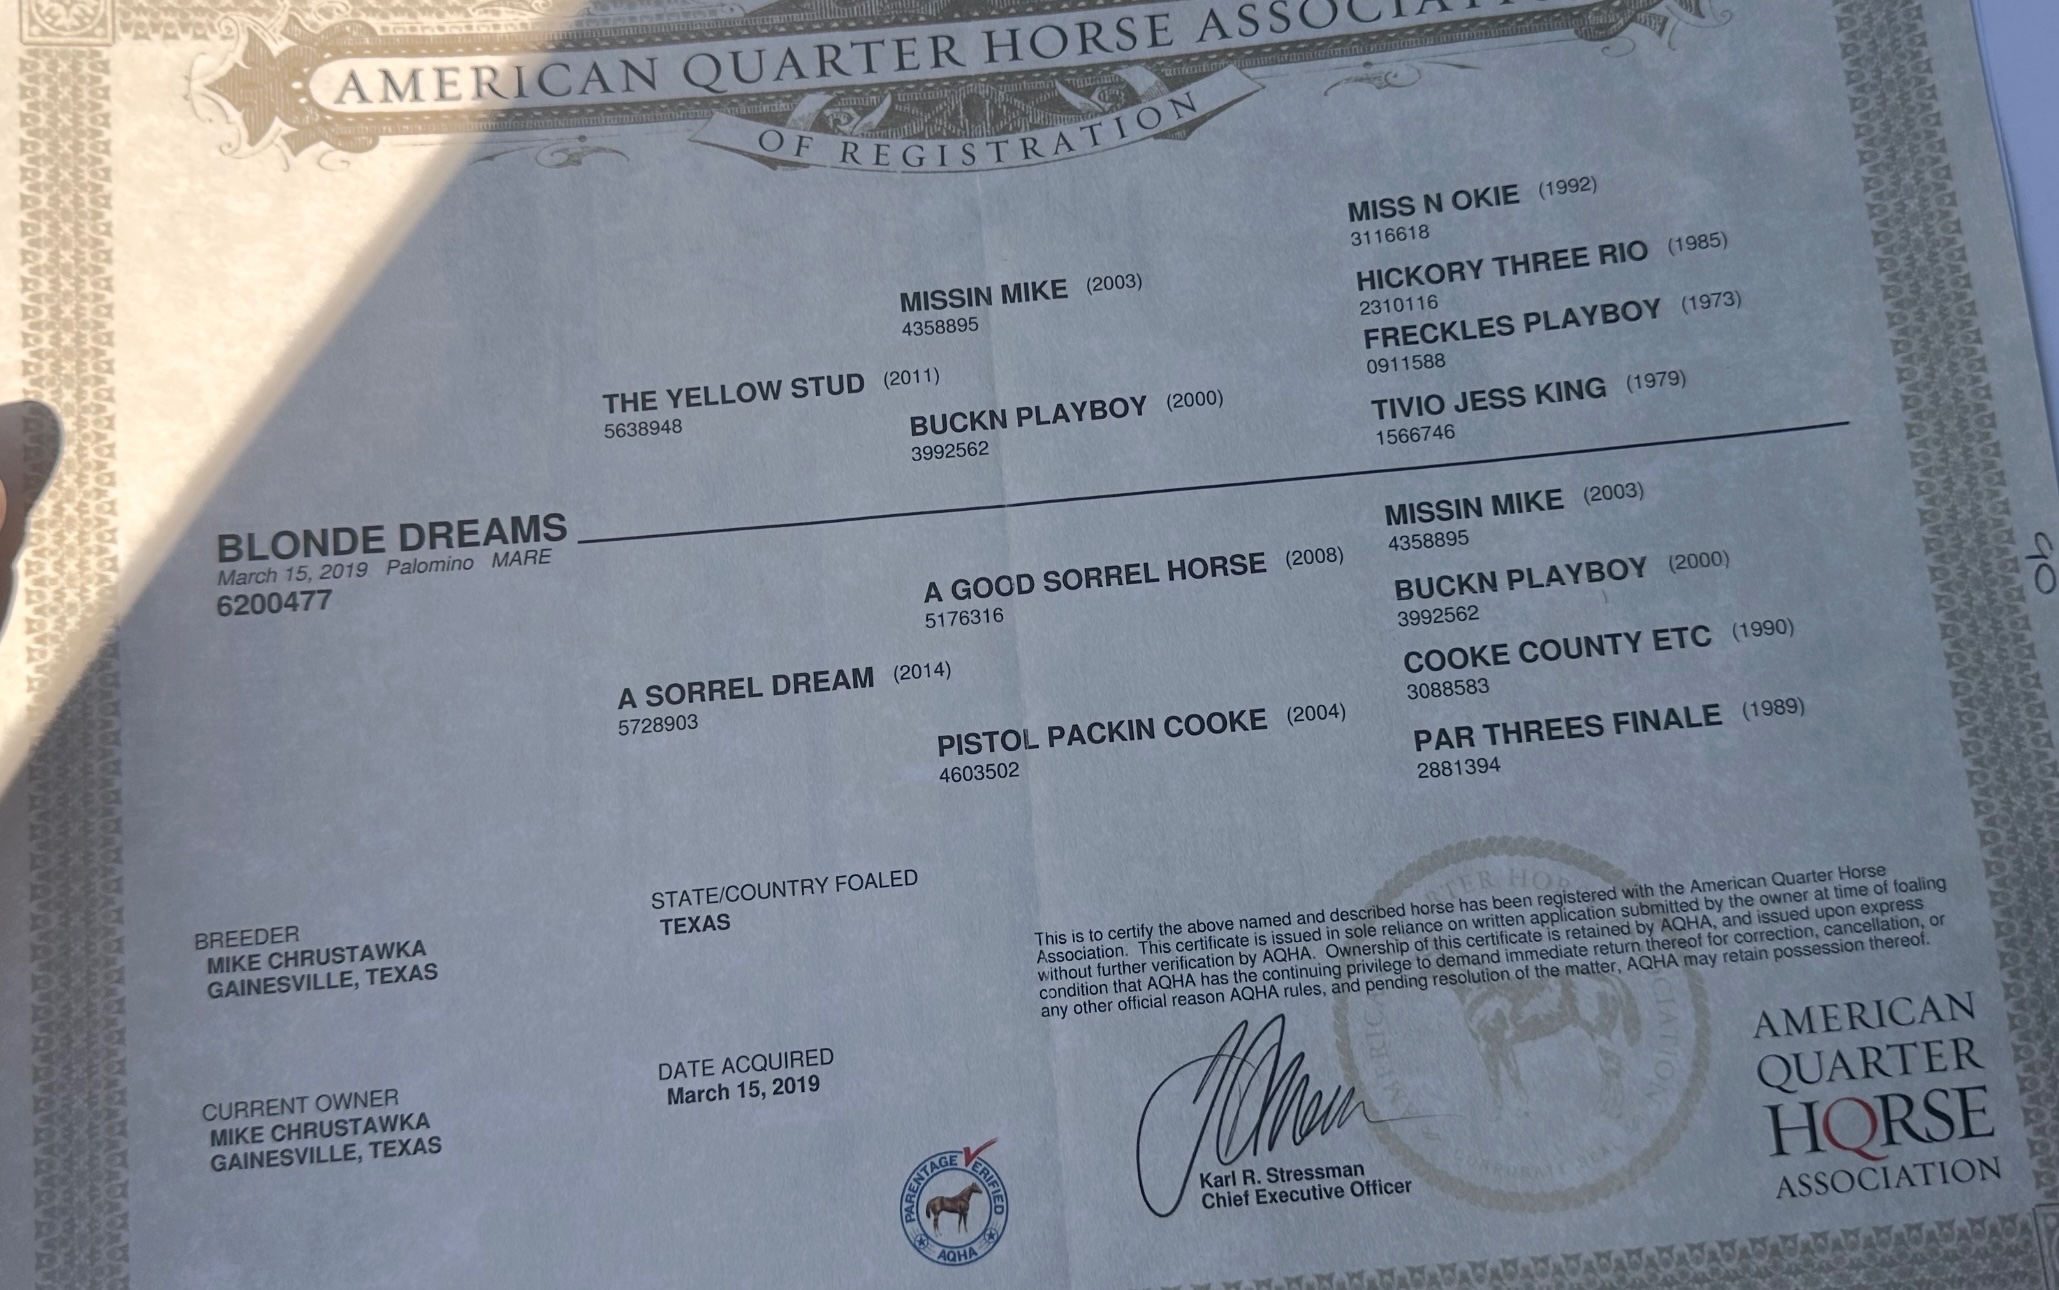 AMERICAN QUARTER HORSE ASSOCIATI
OF REGISTRATION
MISS N OKIE (1992)
3116618
MISSIN MIKE (2003)
4358895
HICKORY THREE RIO (1985)
2310116
THE YELLOW STUD (2011)
5638948
FRECKLES PLAYBOY (1973)
0911588
BUCKN PLAYBOY (2000)
3992562
TIVIO JESS KING (1979)
1566746
BLONDE DREAMS
March 15, 2019 Palomino MARE
6200477
MISSIN MIKE (2003)
4358895
A GOOD SORREL HORSE (2008)
5176316
BUCKN PLAYBOY (2000)
3992562
A SORREL DREAM (2014)
5728903
COOKE COUNTY ETC (1990)
3088583
PISTOL PACKIN COOKE (2004)
4603502
PAR THREES FINALE (1989)
2881394
BREEDER
MIKE CHRUSTAWKA
GAINESVILLE, TEXAS
STATE/COUNTRY FOALED
TEXAS
CURRENT OWNER
MIKE CHRUSTAWKA
GAINESVILLE, TEXAS
DATE ACQUIRED
March 15, 2019
This is to certify the above named and described horse has been registered with the American Quarter Horse
Association. This certificate is issued in sole reliance on written application submitted by the owner at time of foaling
without further verification by AQHA. Ownership of this certificate is retained by AQHA, and issued upon express
condition that AQHA has the continuing privilege to demand immediate return thereof for correction, cancellation, or
any other official reason AQHA rules, and pending resolution of the matter, AQHA may retain possession thereof.
Karl R. Stressman
Chief Executive Officer
PARENTAGE VERIFIED
AQHA
AMERICAN
QUARTER
HORSE
ASSOCIATION